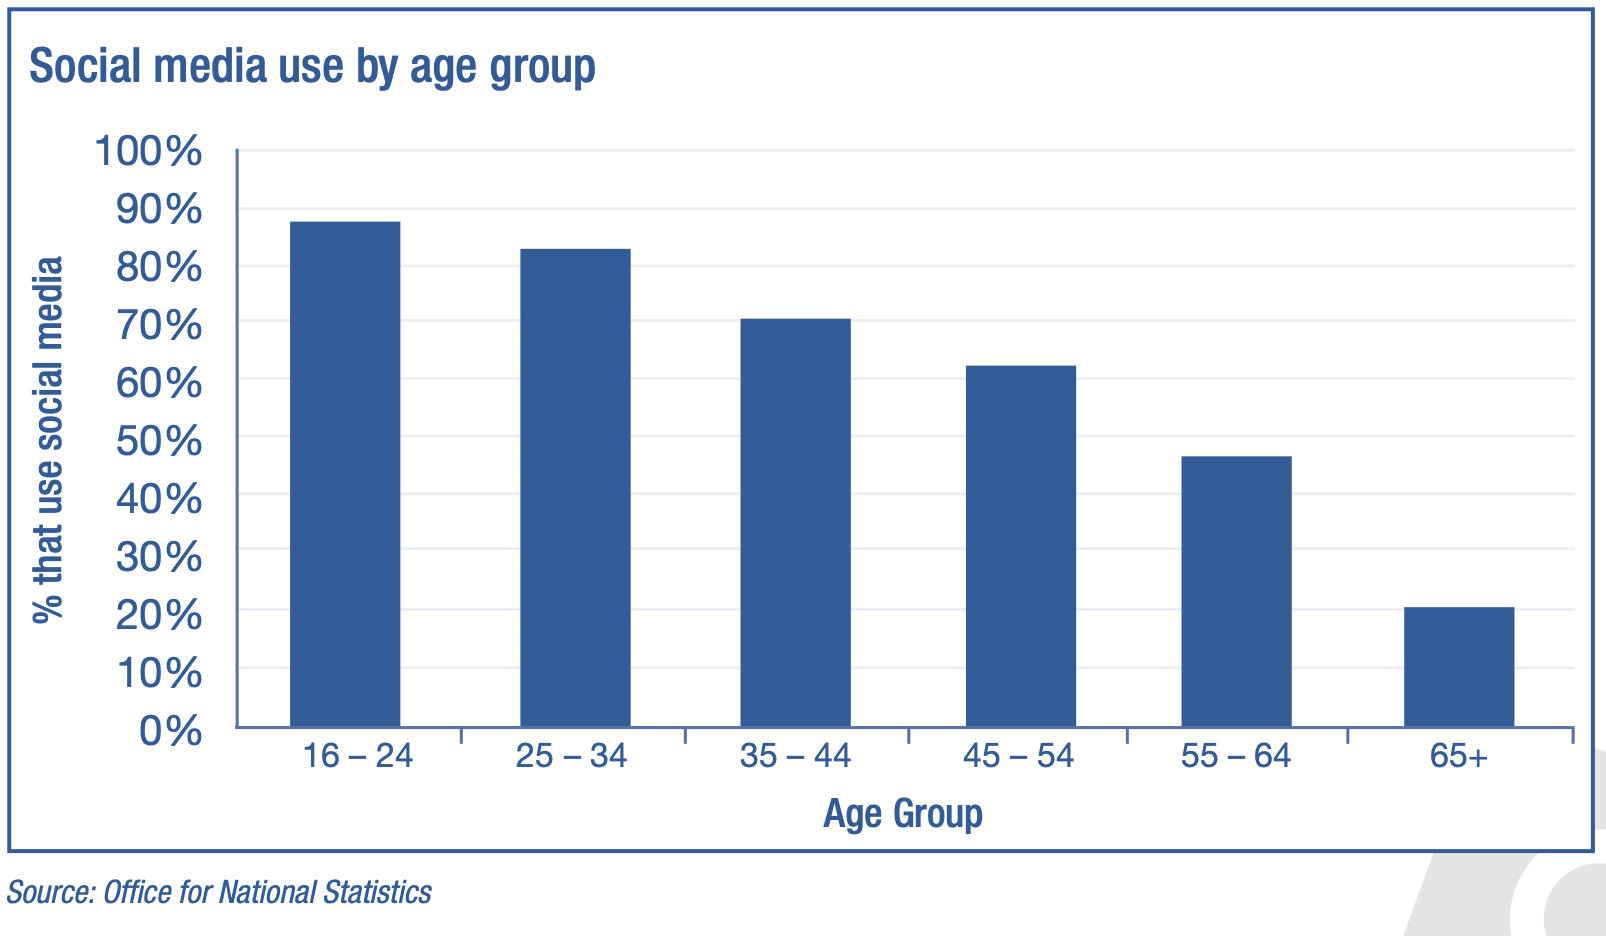 Social media use by age group
100%
90%
80%
70%
60%
50%
40%
30%
20%
10%
0%
% that use social media
16 – 24
25 – 34
35 – 44
45 – 54
55 – 64
65+
Age Group
Source: Office for National Statistics